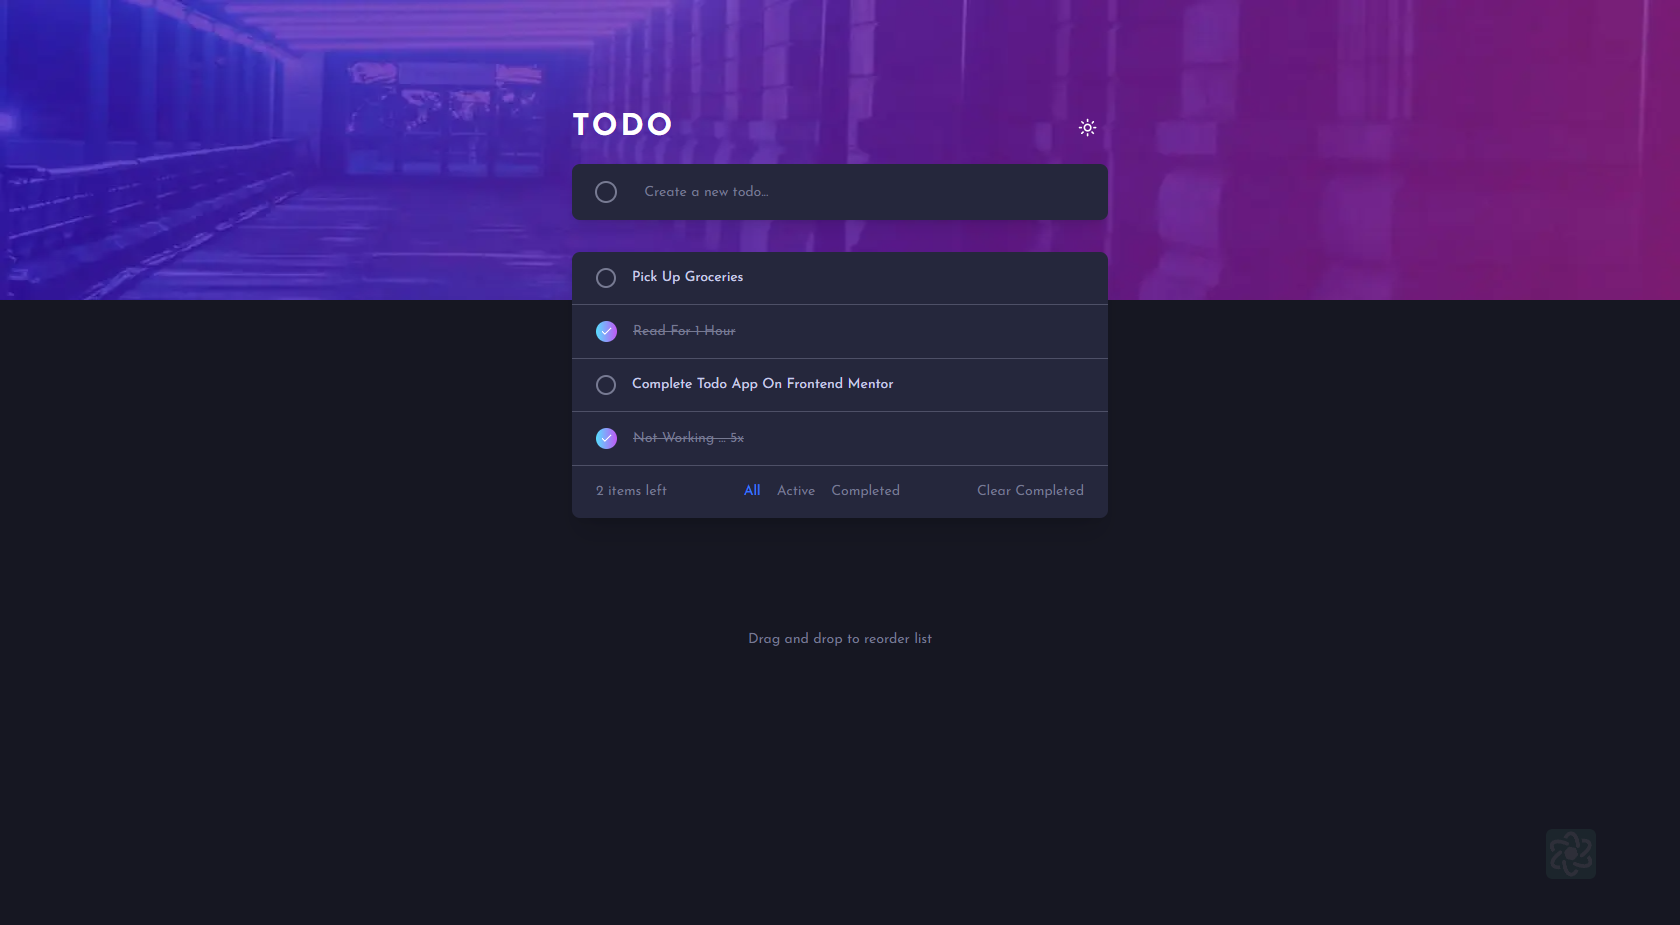 TODO
Create a new todo...
Pick Up Groceries
Read For 1 Hour
Complete Todo App On Frontend Mentor
Not Working ... 5x
2 items left All Active Completed Clear Completed
Drag and drop to reorder list